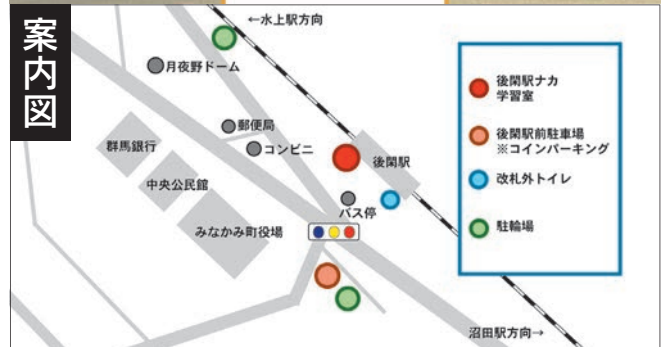 案内図
←水上駅方向
月夜野ドーム
郵便局
コンビニ
群馬銀行
中央公民館
みなかみ町役場
後閑駅
バス停
沼田駅方向→
後閑駅ナカ
学習室
後閑駅前駐車場
※コインパーキング
改札外トイレ
駐輪場